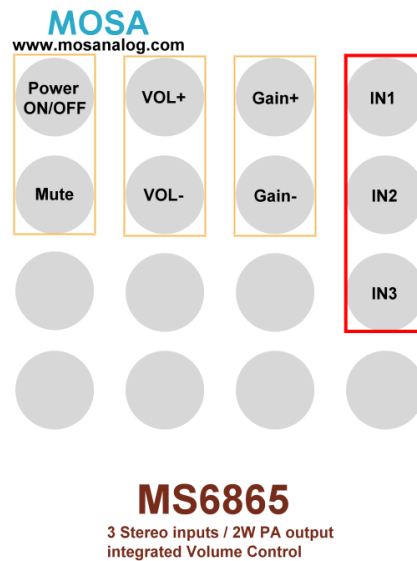 MOSA
www.mosanalog.com
Power
ON/OFF
VOL+
Gain+
IN1
Mute
VOL-
Gain-
IN2
IN3
MS6865
3 Stereo inputs / 2W PA output
integrated Volume Control